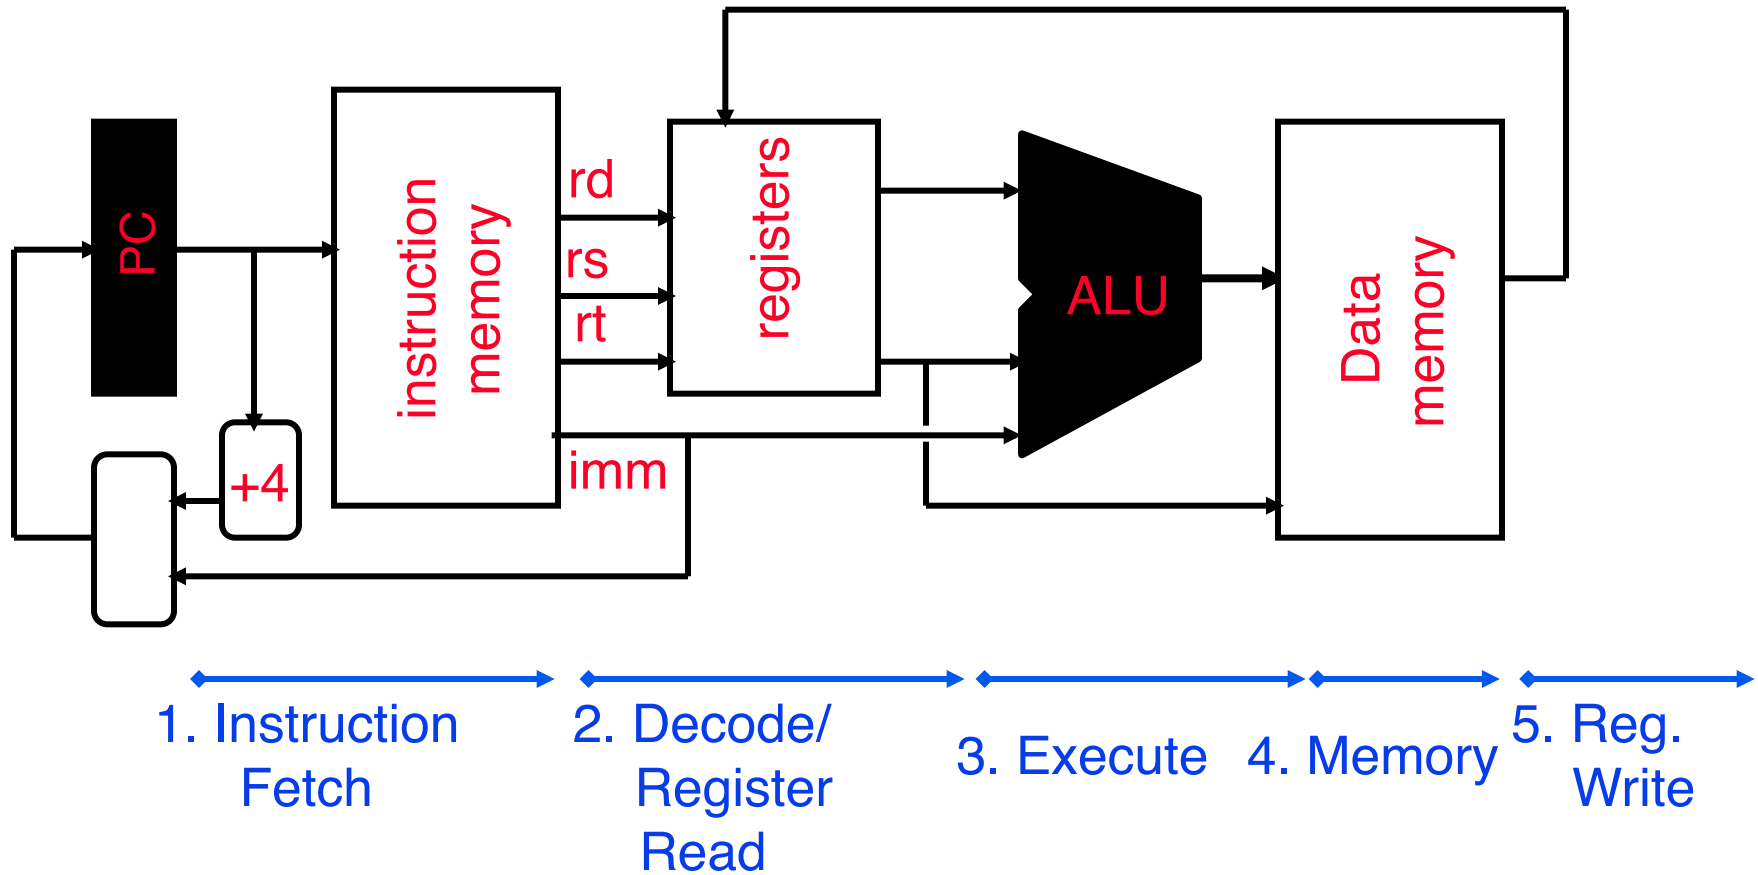 PC
+4
instruction
memory
rd
rs
rt
imm
registers
ALU
Data
memory
1. Instruction
Fetch
2. Decode/
Register
Read
3. Execute
4. Memory
5. Reg.
Write